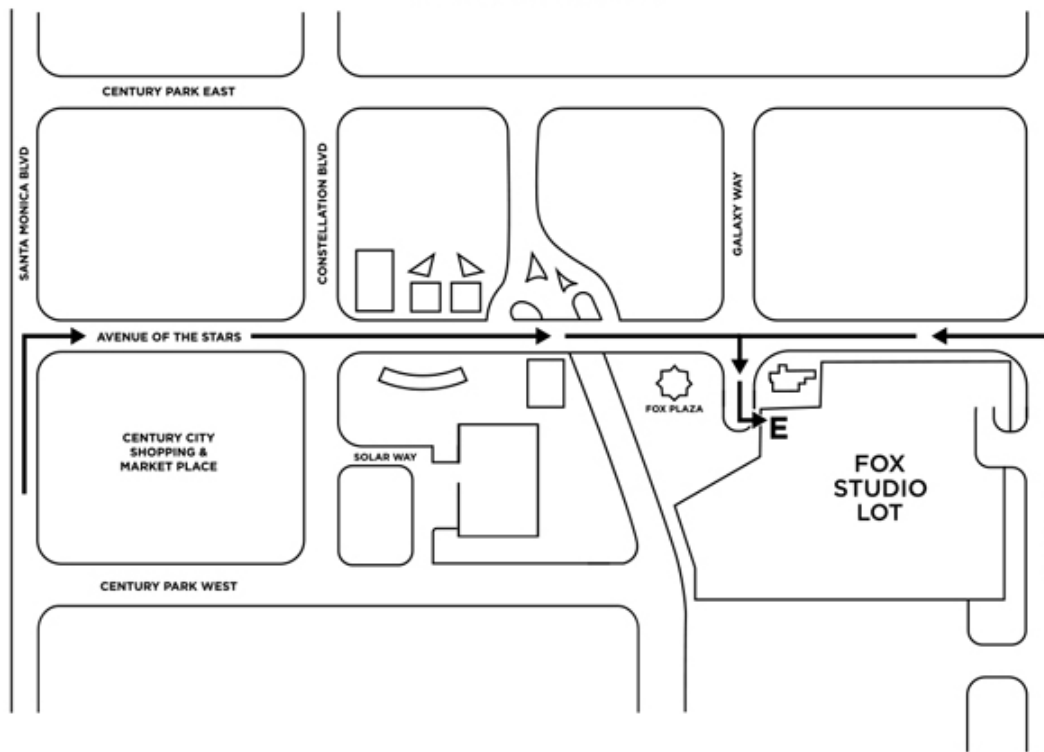 CENTURY PARK EAST
SANTA MONICA BLVD
CONSTELLATION BLVD
GALAXY WAY
AVENUE OF THE STARS
FOX PLAZA
E
CENTURY CITY
SHOPPING &
MARKET PLACE
SOLAR WAY
FOX
STUDIO
LOT
CENTURY PARK WEST